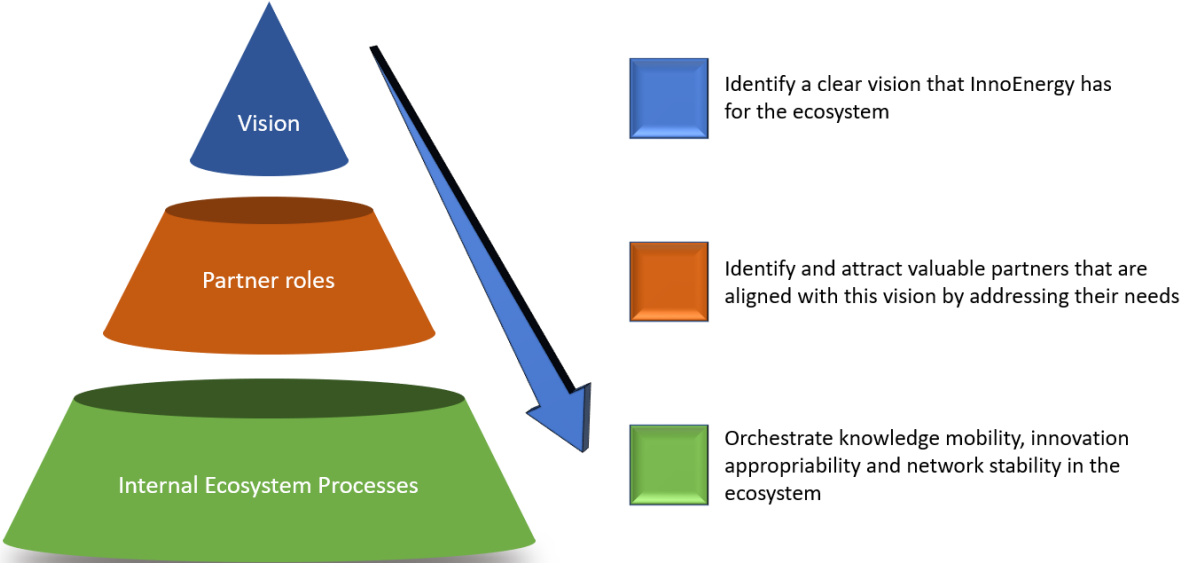 Vision
Partner roles
Internal Ecosystem Processes
Identify a clear vision that InnoEnergy has
for the ecosystem
Identify and attract valuable partners that are
aligned with this vision by addressing their needs
Orchestrate knowledge mobility, innovation
appropriability and network stability in the
ecosystem